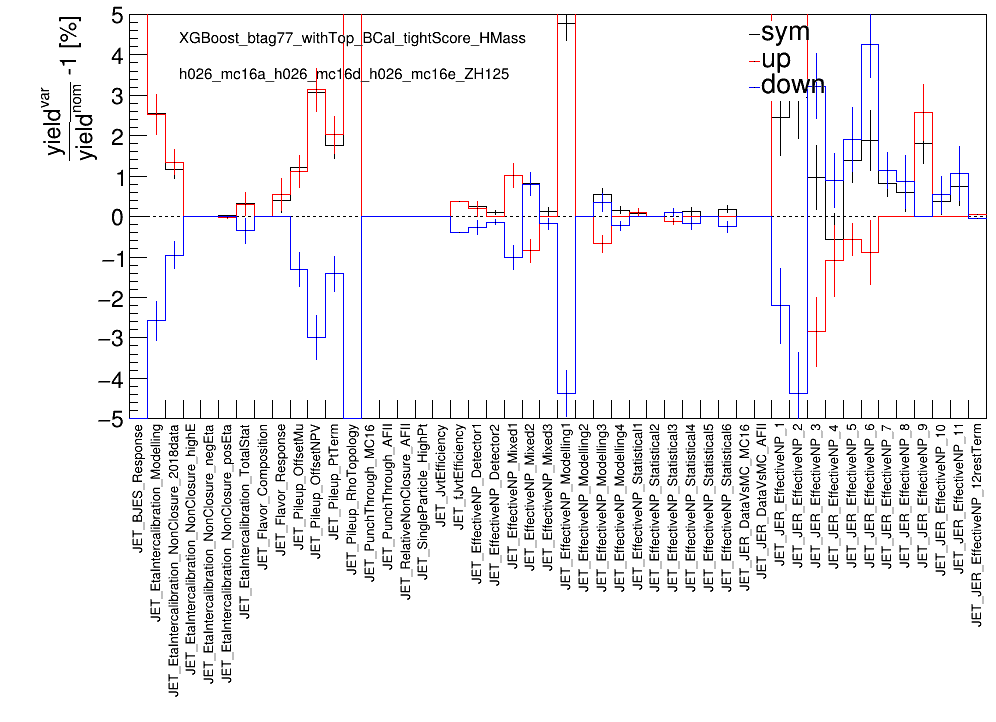 XGBoost_btag77_withTop_BCal_tightScore_HMass
h026_mc16a_h026_mc16d_h026_mc16e_ZH125
sym
up
down
yield^var / yield^nom -1 [%]
5
4
3
2
1
0
−1
−2
−3
−4
−5
JET_BJES_Response
JET_EtaIntercalibration_Modelling
JET_EtaIntercalibration_NonClosure_2018data
JET_EtaIntercalibration_NonClosure_highE
JET_EtaIntercalibration_NonClosure_negEta
JET_EtaIntercalibration_NonClosure_posEta
JET_EtaIntercalibration_TotalStat
JET_Flavor_Composition
JET_Flavor_Response
JET_Pileup_OffsetMu
JET_Pileup_OffsetNPV
JET_Pileup_PtTerm
JET_Pileup_RhoTopology
JET_PunchThrough_MC16
JET_PunchThrough_AFII
JET_RelativeNonClosure_AFII
JET_SingleParticle_HighPt
JET_JvtEfficiency
JET_fJvtEfficiency
JET_EffectiveNP_Detector1
JET_EffectiveNP_Detector2
JET_EffectiveNP_Mixed1
JET_EffectiveNP_Mixed2
JET_EffectiveNP_Mixed3
JET_EffectiveNP_Modelling1
JET_EffectiveNP_Modelling2
JET_EffectiveNP_Modelling3
JET_EffectiveNP_Modelling4
JET_EffectiveNP_Statistical1
JET_EffectiveNP_Statistical2
JET_EffectiveNP_Statistical3
JET_EffectiveNP_Statistical4
JET_EffectiveNP_Statistical5
JET_EffectiveNP_Statistical6
JET_JER_DataVsMC_MC16
JET_JER_DataVsMC_AFII
JET_JER_EffectiveNP_1
JET_JER_EffectiveNP_2
JET_JER_EffectiveNP_3
JET_JER_EffectiveNP_4
JET_JER_EffectiveNP_5
JET_JER_EffectiveNP_6
JET_JER_EffectiveNP_7
JET_JER_EffectiveNP_8
JET_JER_EffectiveNP_9
JET_JER_EffectiveNP_10
JET_JER_EffectiveNP_11
JET_JER_EffectiveNP_12restTerm